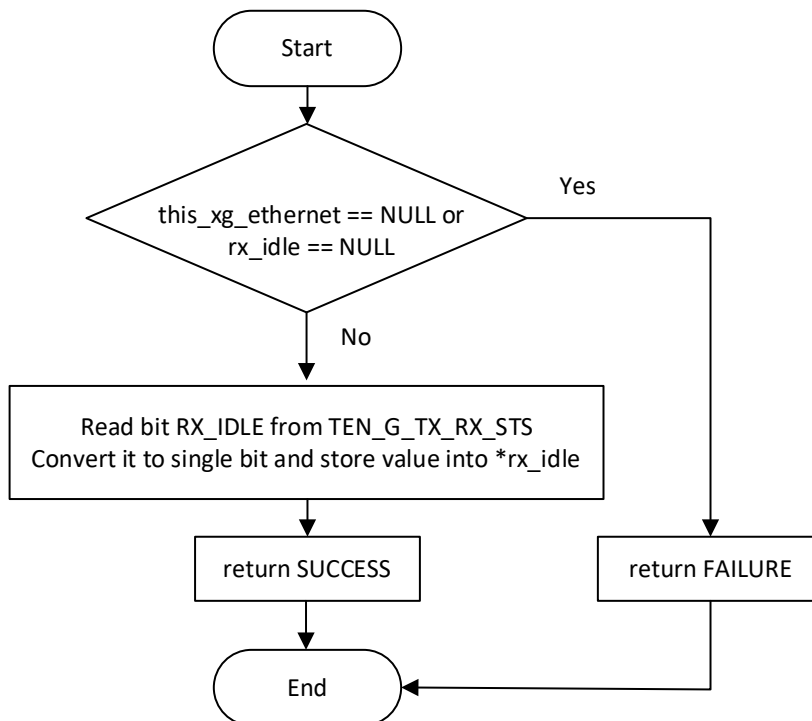 Start
Yes
this_xg_ethernet == NULL or
rx_idle == NULL
No
Read bit RX_IDLE from TEN_G_TX_RX_STS
Convert it to single bit and store value into *rx_idle
return SUCCESS
return FAILURE
End